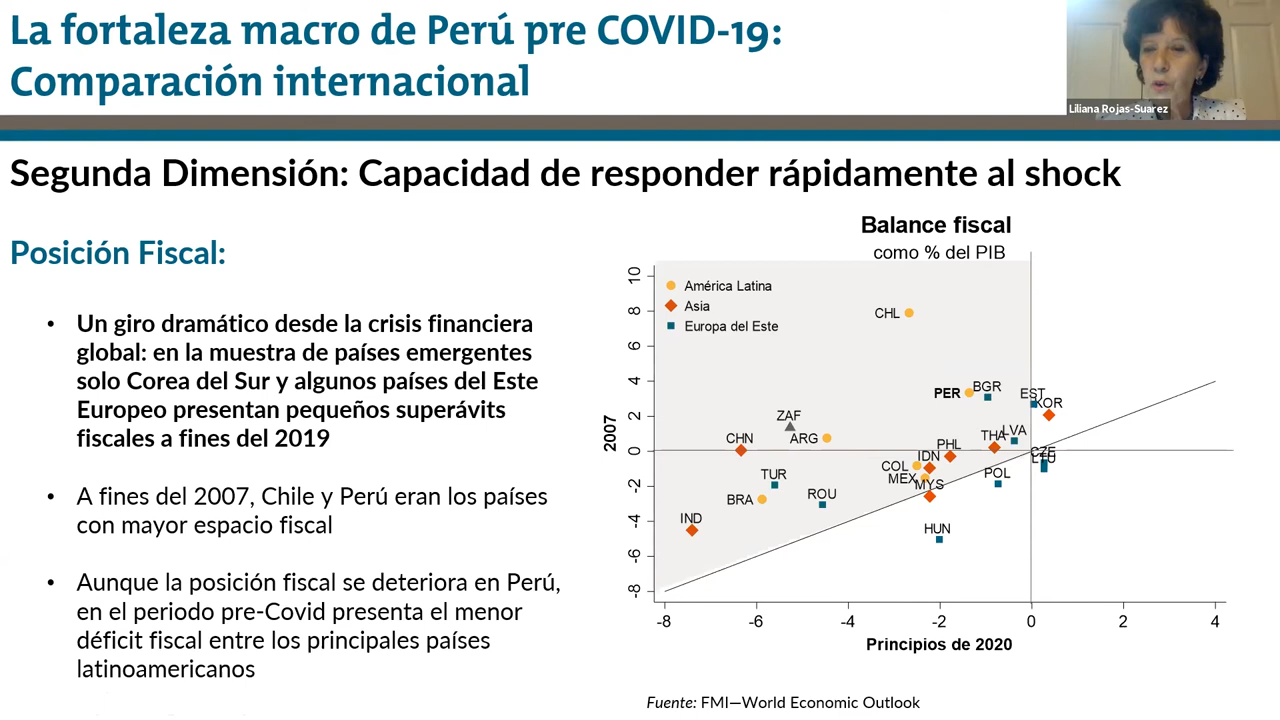 La fortaleza macro de Perú pre COVID-19:
Comparación internacional
Liliana Rojas-Suarez
Segunda Dimensión: Capacidad de responder rápidamente al shock
Posición Fiscal:
• Un giro dramático desde la crisis financiera
global: en la muestra de países emergentes
solo Corea del Sur y algunos países del Este
Europeo presentan pequeños superávits
fiscales a fines del 2019
• A fines del 2007, Chile y Perú eran los países
con mayor espacio fiscal
• Aunque la posición fiscal se deteriora en Perú,
en el periodo pre-Covid presenta el menor
déficit fiscal entre los principales países
latinoamericanos
Balance fiscal
como % del PIB
América Latina
Asia
Europa del Este
2007
10
8
6
4
2
0
-2
-4
-6
-8
CHL
PER
BGR
EST
KOR
ZAF
ARG
CHN
THA
LVA
PHL
IDN
CZE
LTU
COL
MEX
MYS
POL
TUR
BRA
ROU
IND
HUN
-8 -6 -4 -2 0 2 4
Principios de 2020
Fuente: FMI—World Economic Outlook